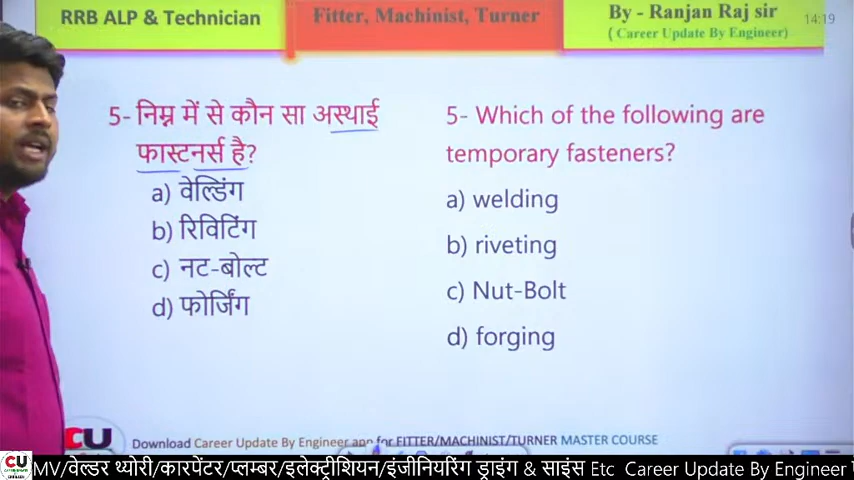 RRB ALP & Technician
Fitter, Machinist, Turner
By - Ranjan Raj sir
( Career Update By Engineer)
14:19
5- निम्न में से कौन सा अस्थाई
फास्टनर्स है?
a) वेल्डिंग
b) रिविटिंग
c) नट-बोल्ट
d) फोर्जिंग
5- Which of the following are
temporary fasteners?
a) welding
b) riveting
c) Nut-Bolt
d) forging
CU
Download Career Update By Engineer app for FITTER/MACHINIST/TURNER MASTER COURSE
CU
MV/वेल्डर थ्योरी/कारपेंटर/प्लम्बर/इलेक्ट्रीशियन/इंजीनियरिंग ड्राइंग & साइंस Etc Career Update By Engineer